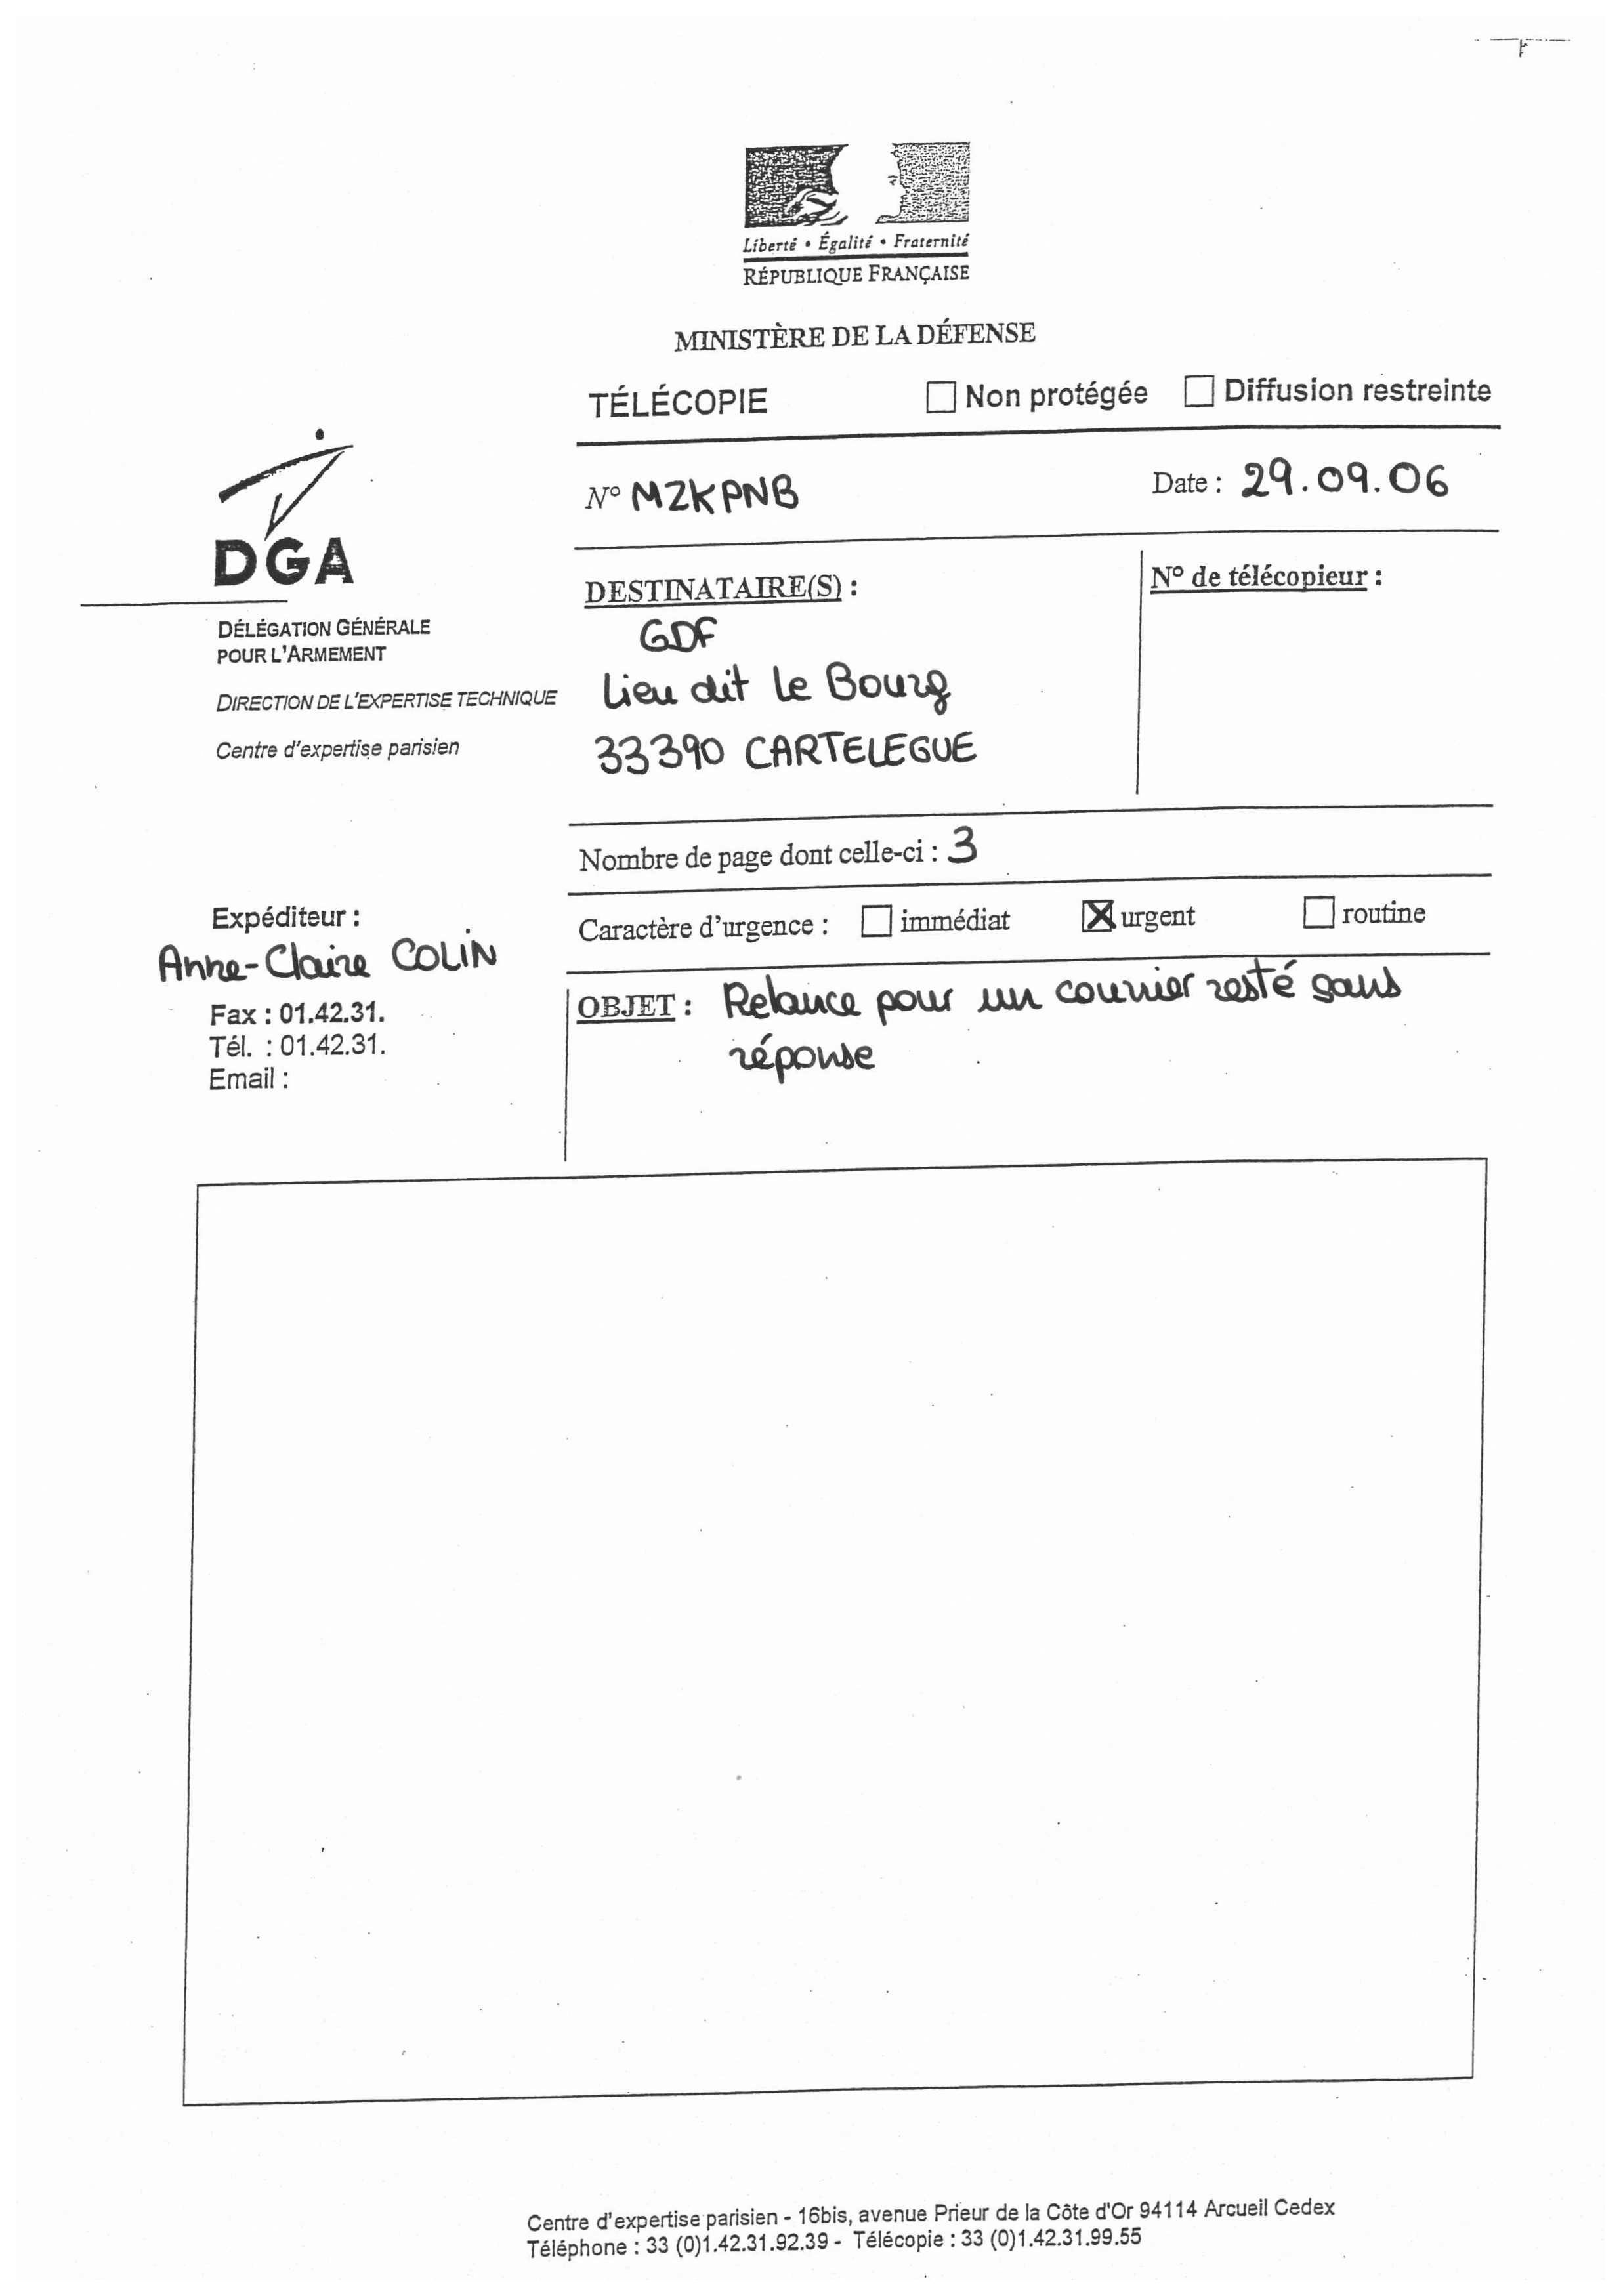 Liberté • Égalité • Fraternité
RÉPUBLIQUE FRANÇAISE
MINISTÈRE DE LA DÉFENSE
TÉLÉCOPIE Non protégée Diffusion restreinte
N° MZKPNB Date : 29.09.06
DGA
DÉLÉGATION GÉNÉRALE
POUR L'ARMEMENT
DIRECTION DE L'EXPERTISE TECHNIQUE
Centre d'expertise parisien
DESTINATAIRE(S) :
GDF
Lieu dit Le Bourg
33390 CARTELEGUE
N° de télécopieur :
Nombre de page dont celle-ci : 3
Caractère d'urgence : immédiat urgent routine
Expéditeur :
Anne-Claire COLIN
Fax : 01.42.31.
Tél. : 01.42.31.
Email :
OBJET : Relance pour un courrier resté sans
réponse
Centre d'expertise parisien - 16bis, avenue Prieur de la Côte d'Or 94114 Arcueil Cedex
Téléphone : 33 (0)1.42.31.92.39 - Télécopie : 33 (0)1.42.31.99.55